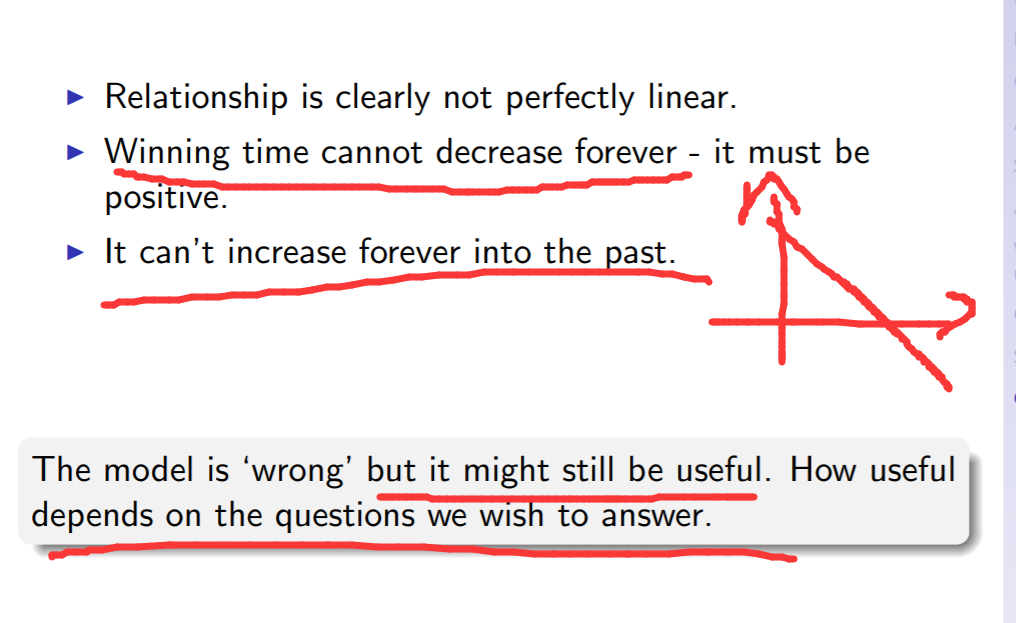 Relationship is clearly not perfectly linear.
Winning time cannot decrease forever - it must be
positive.
It can't increase forever into the past.
The model is ‘wrong’ but it might still be useful. How useful
depends on the questions we wish to answer.